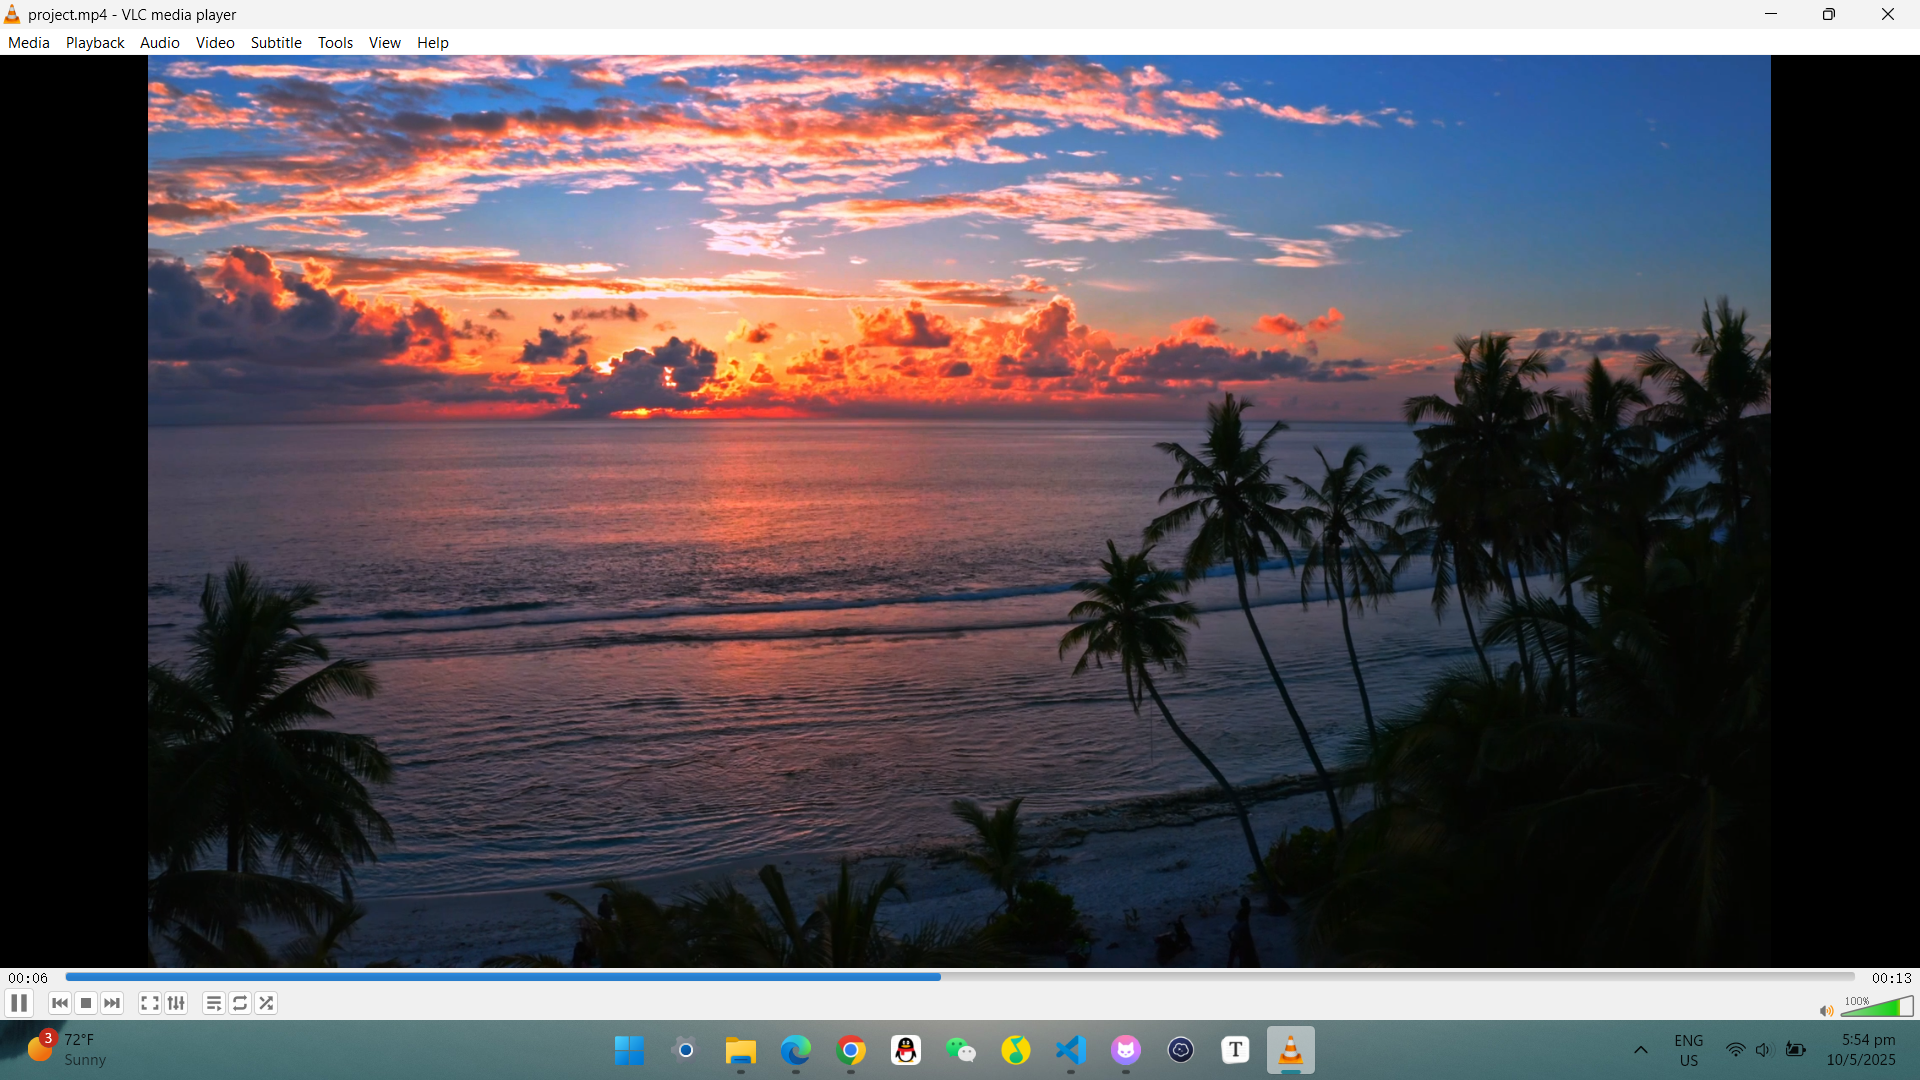 project.mp4 - VLC media player
Media Playback Audio Video Subtitle Tools View Help
00:06
00:13
100%
3
72°F
Sunny
T
ENG
US
5:54 pm
10/5/2025